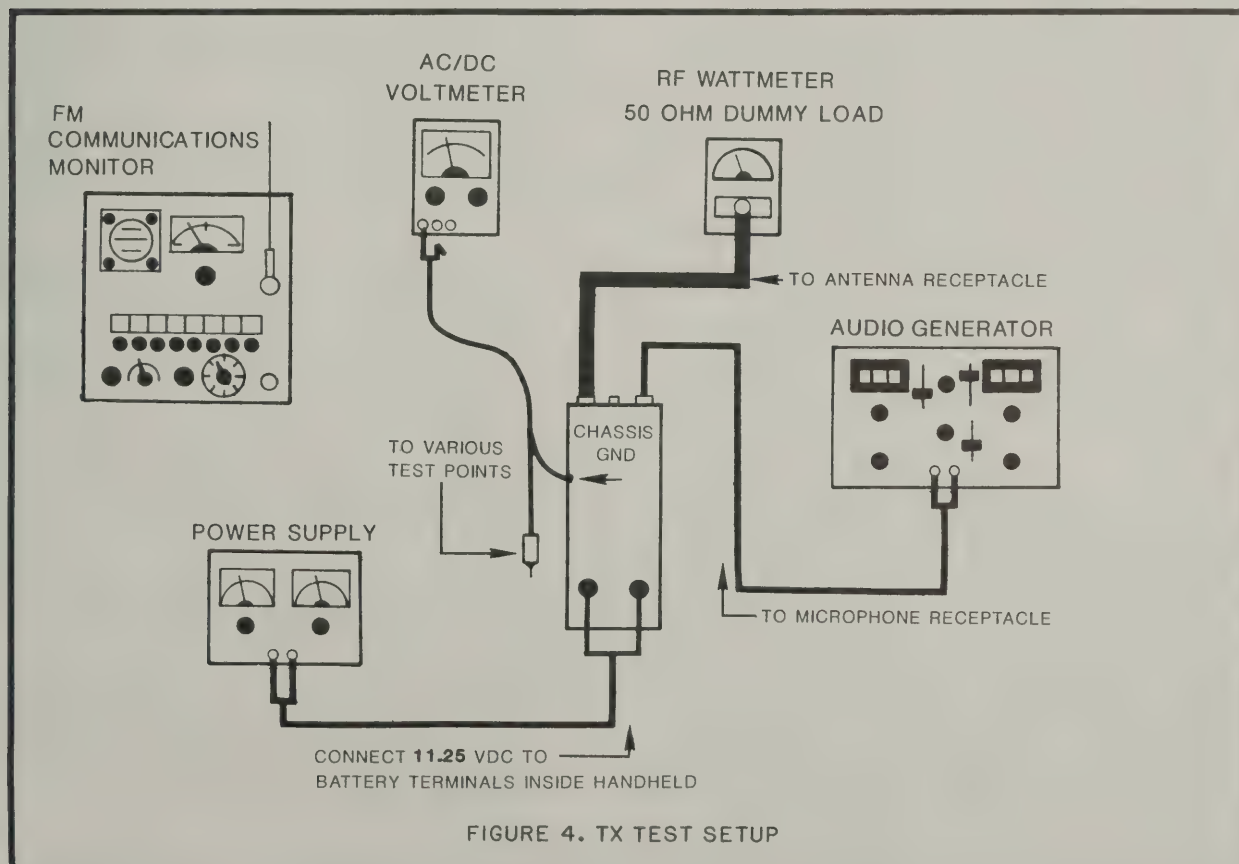 FM
COMMUNICATIONS
MONITOR
AC/DC
VOLTMETER
RF WATTMETER
50 OHM DUMMY LOAD
TO ANTENNA RECEPTACLE
AUDIO GENERATOR
CHASSIS
GND
TO VARIOUS
TEST POINTS
POWER SUPPLY
TO MICROPHONE RECEPTACLE
CONNECT 11.25 VDC TO
BATTERY TERMINALS INSIDE HANDHELD
FIGURE 4. TX TEST SETUP